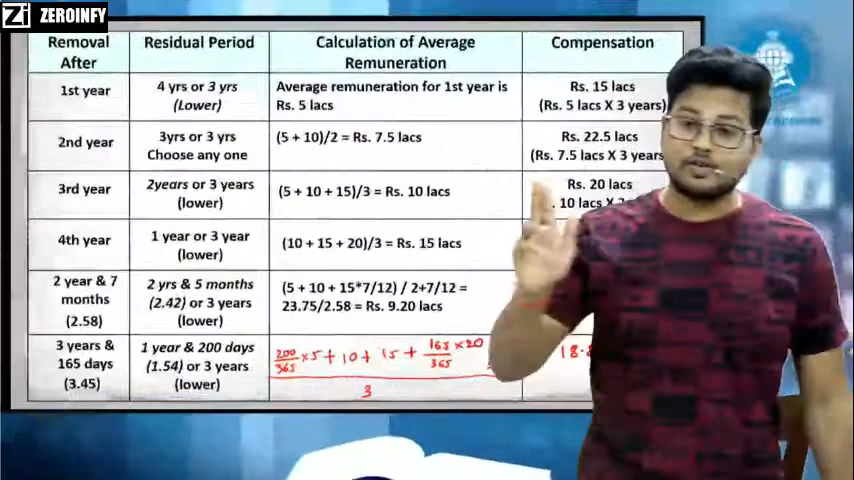 Zi ZEROINFY
Removal After
Residual Period
Calculation of Average Remuneration
Compensation
1st year
4 yrs or 3 yrs
(Lower)
Average remuneration for 1st year is
Rs. 5 lacs
Rs. 15 lacs
(Rs. 5 lacs X 3 years)
2nd year
3yrs or 3 yrs
Choose any one
(5 + 10)/2 = Rs. 7.5 lacs
Rs. 22.5 lacs
(Rs. 7.5 lacs X 3 years
3rd year
2years or 3 years
(lower)
(5 + 10 + 15)/3 = Rs. 10 lacs
Rs. 20 lacs
10 lacs X
4th year
1 year or 3 year
(lower)
(10 + 15 + 20)/3 = Rs. 15 lacs
2 year & 7
months
(2.58)
2 yrs & 5 months
(2.42) or 3 years
(lower)
(5 + 10 + 15*7/12) / 2+7/12 =
23.75/2.58 = Rs. 9.20 lacs
3 years &
165 days
(3.45)
1 year & 200 days
(1.54) or 3 years
(lower)
200/365 x 5 + 10 + 15 + 165/365 x 20
3
18.